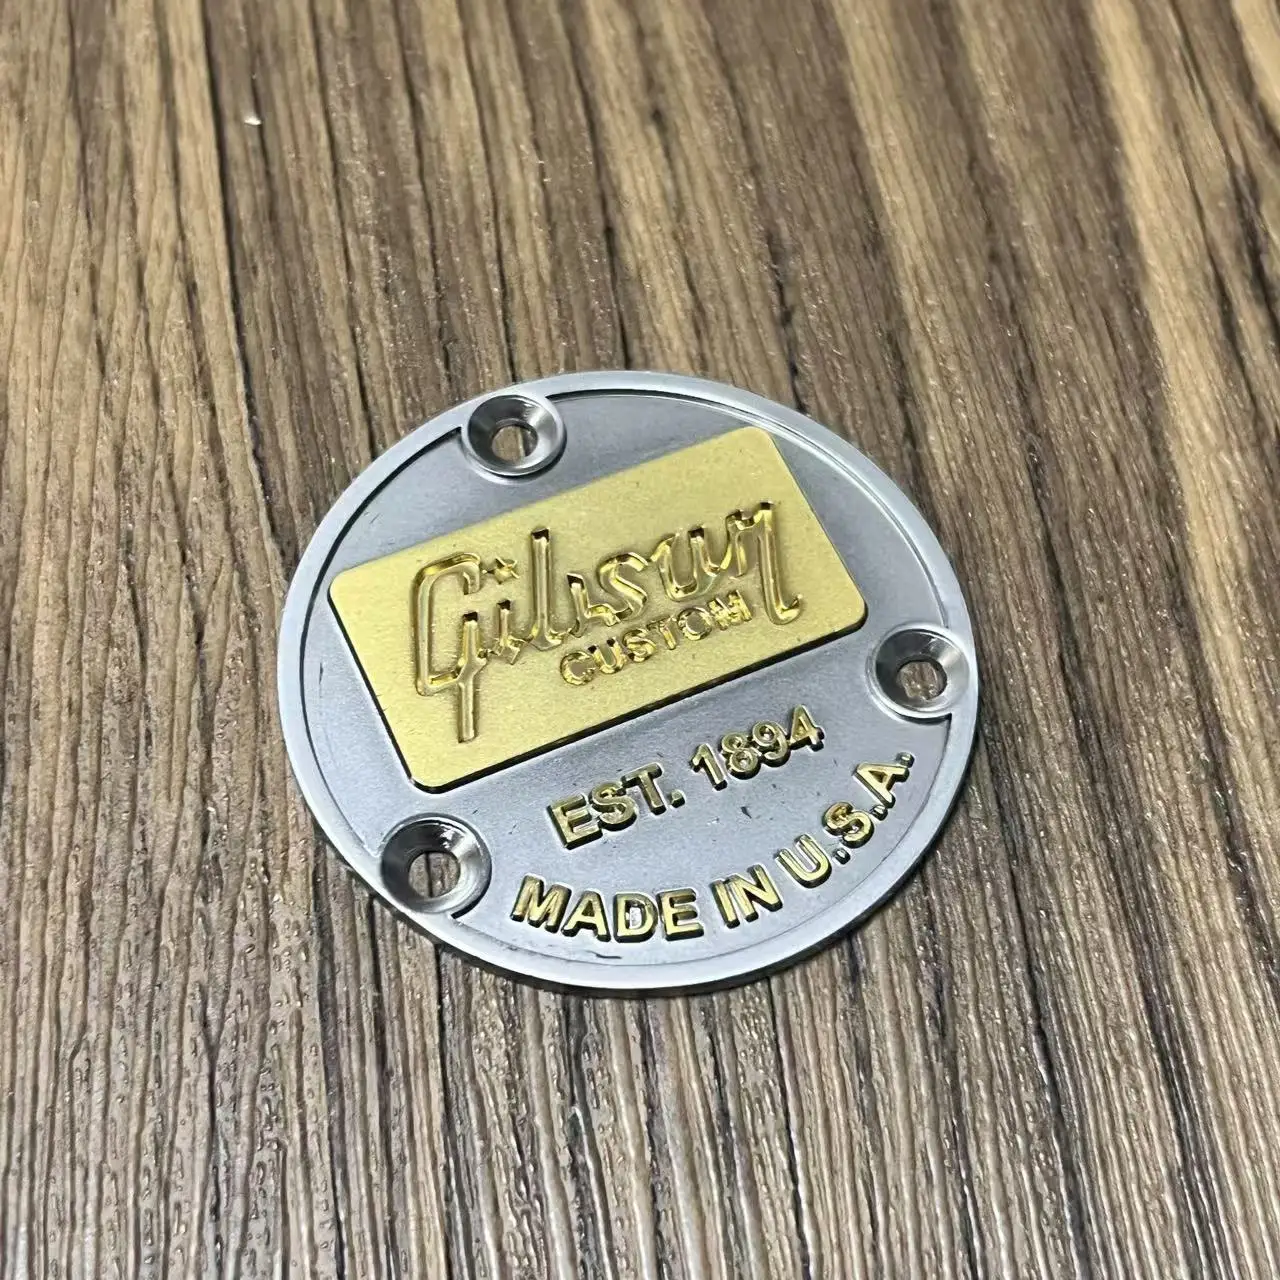 Gibson
CUSTOM
EST. 1894
MADE IN U.S.A.